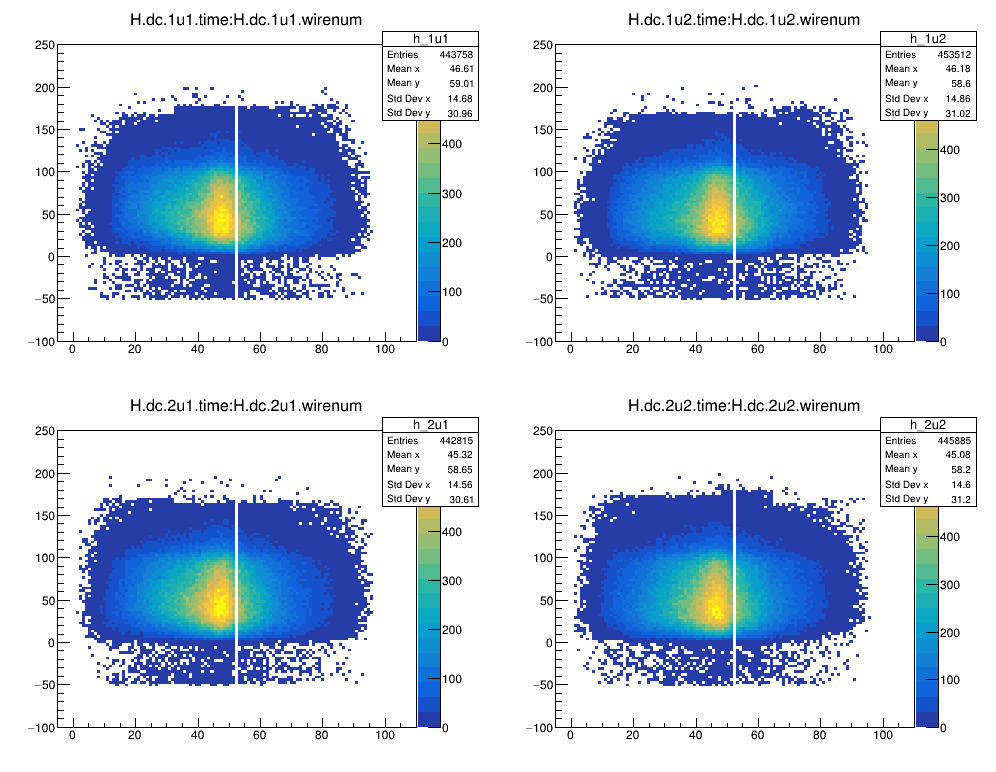 H.dc.1u1.time:H.dc.1u1.wirenum
h_1u1
Entries 443758
Mean x 46.61
Mean y 59.01
Std Dev x 14.68
Std Dev y 30.96
250
200
150
100
50
0
−50
−100
0 20 40 60 80 100
400
300
200
100
0
H.dc.1u2.time:H.dc.1u2.wirenum
h_1u2
Entries 453512
Mean x 46.18
Mean y 58.6
Std Dev x 14.86
Std Dev y 31.02
250
200
150
100
50
0
−50
−100
0 20 40 60 80 100
400
300
200
100
0
H.dc.2u1.time:H.dc.2u1.wirenum
h_2u1
Entries 442815
Mean x 45.32
Mean y 58.65
Std Dev x 14.56
Std Dev y 30.61
250
200
150
100
50
0
−50
−100
0 20 40 60 80 100
400
300
200
100
0
H.dc.2u2.time:H.dc.2u2.wirenum
h_2u2
Entries 445885
Mean x 45.08
Mean y 58.2
Std Dev x 14.6
Std Dev y 31.2
250
200
150
100
50
0
−50
−100
0 20 40 60 80 100
400
300
200
100
0